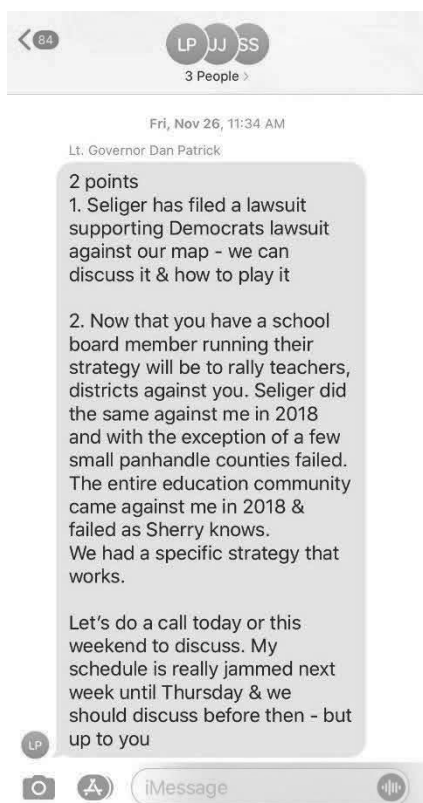 84
LP JJ SS
3 People >
Fri, Nov 26, 11:34 AM
Lt. Governor Dan Patrick
2 points
1. Seliger has filed a lawsuit
supporting Democrats lawsuit
against our map - we can
discuss it & how to play it
2. Now that you have a school
board member running their
strategy will be to rally teachers,
districts against you. Seliger did
the same against me in 2018
and with the exception of a few
small panhandle counties failed.
The entire education community
came against me in 2018 &
failed as Sherry knows.
We had a specific strategy that
works.
Let's do a call today or this
weekend to discuss. My
schedule is really jammed next
week until Thursday & we
should discuss before then - but
up to you
LP
iMessage